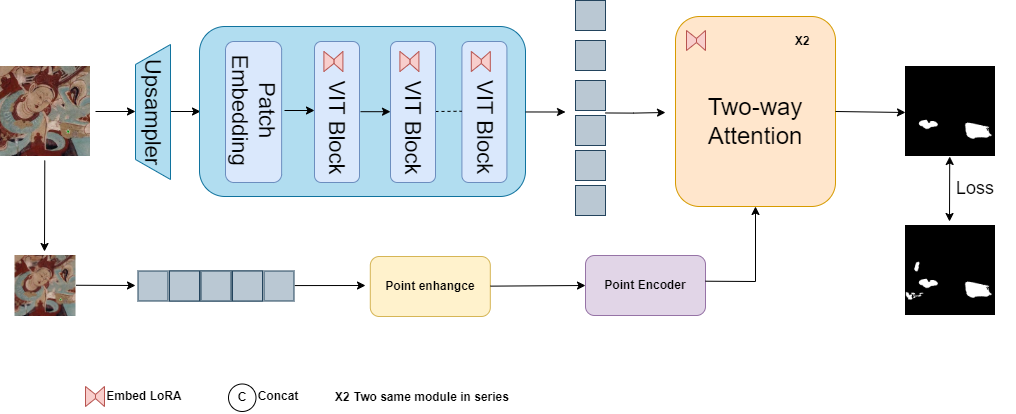 Upsampler
Patch
Embedding
VIT Block
VIT Block
VIT Block
X2
Two-way
Attention
Loss
Point enhangce
Point Encoder
Embed LoRA
C
Concat
X2 Two same module in series